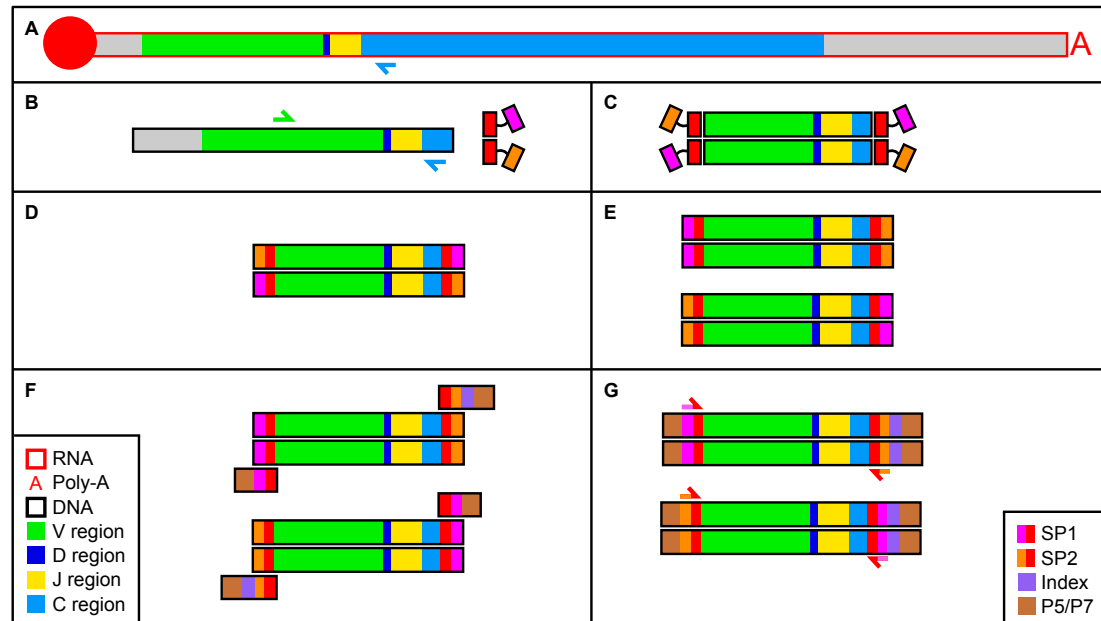 A
A
B
C
D
E
F
G
RNA
A Poly-A
DNA
V region
D region
J region
C region
SP1
SP2
Index
P5/P7